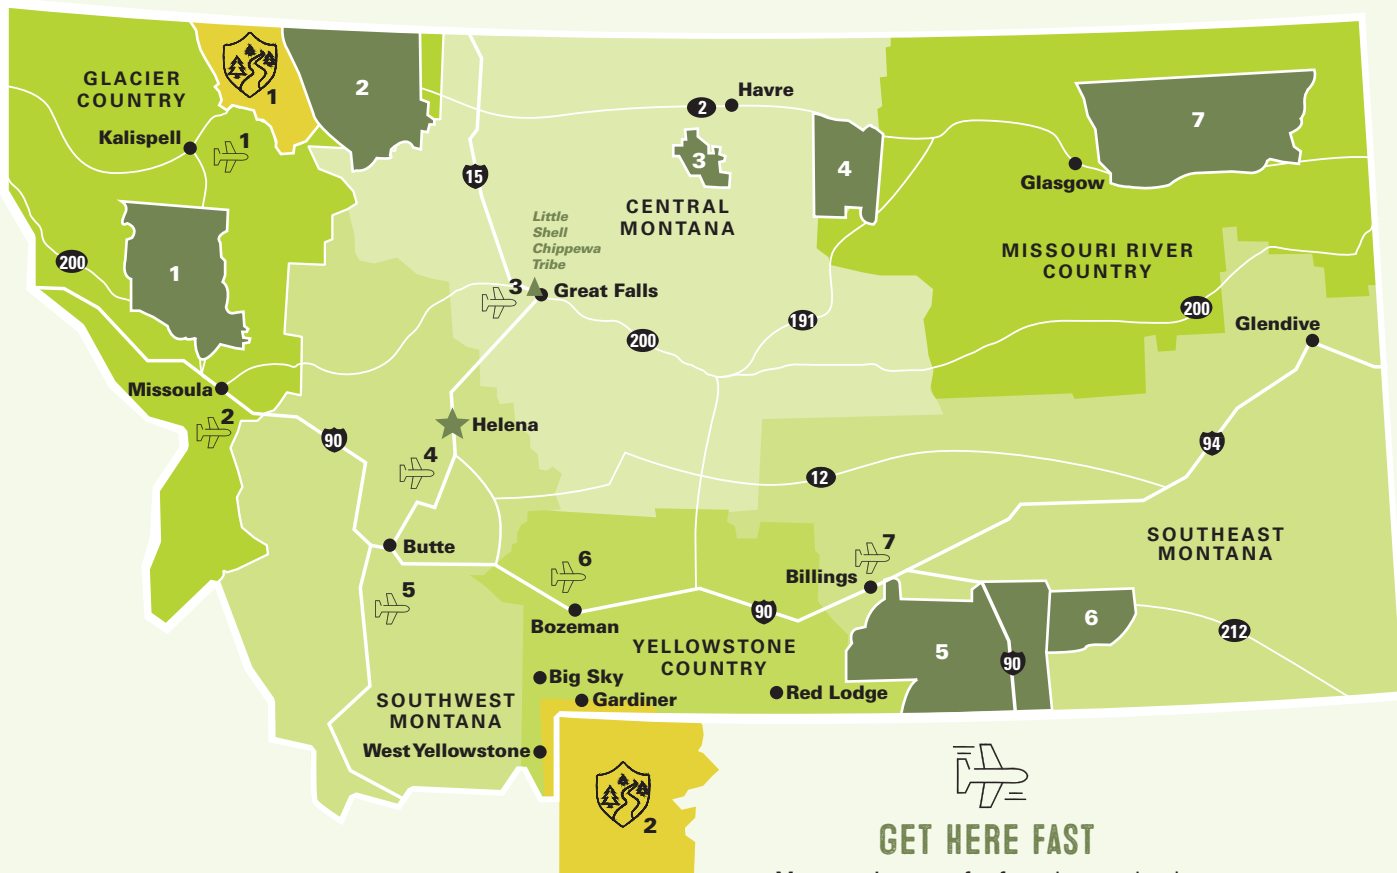 GLACIER
COUNTRY
1
2
Havre
2
7
Kalispell
1
3
4
15
Glasgow
CENTRAL
MONTANA
Little
Shell
Chippewa
Tribe
MISSOURI RIVER
COUNTRY
200
1
3
Great Falls
200
191
200
Glendive
Missoula
2
90
Helena
4
12
94
Butte
6
7
Billings
SOUTHEAST
MONTANA
5
Bozeman
90
YELLOWSTONE
COUNTRY
5
90
6
212
Big Sky
Gardiner
Red Lodge
SOUTHWEST
MONTANA
West Yellowstone
2
GET HERE FAST